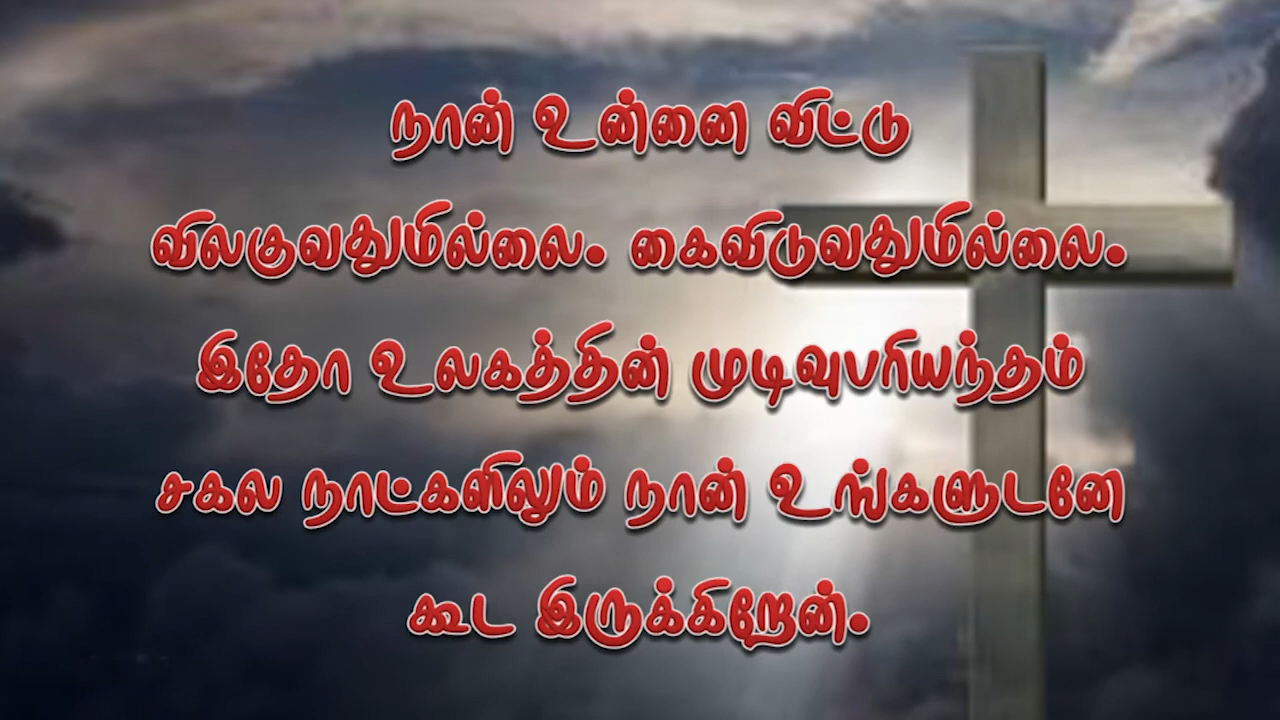 நான் உன்னை விட்டு
விலகுவதுமில்லை. கைவிடுவதுமில்லை.
இதோ உலகத்தின் முடிவுபரியந்தம்
சகல நாட்களிலும் நான் உங்களுடனே
கூட இருக்கிறேன்.